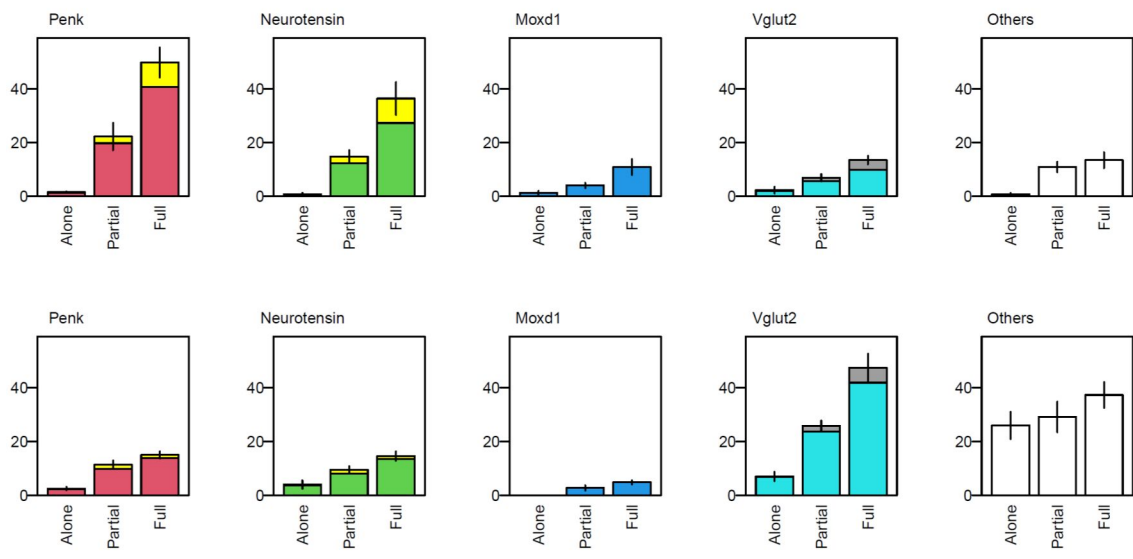 Penk Neurotensin Moxd1 Vglut2 Others
40 40 40 40 40
20 20 20 20 20
0 0 0 0 0
Alone Partial Full Alone Partial Full Alone Partial Full Alone Partial Full Alone Partial Full
Penk Neurotensin Moxd1 Vglut2 Others
40 40 40 40 40
20 20 20 20 20
0 0 0 0 0
Alone Partial Full Alone Partial Full Alone Partial Full Alone Partial Full Alone Partial Full